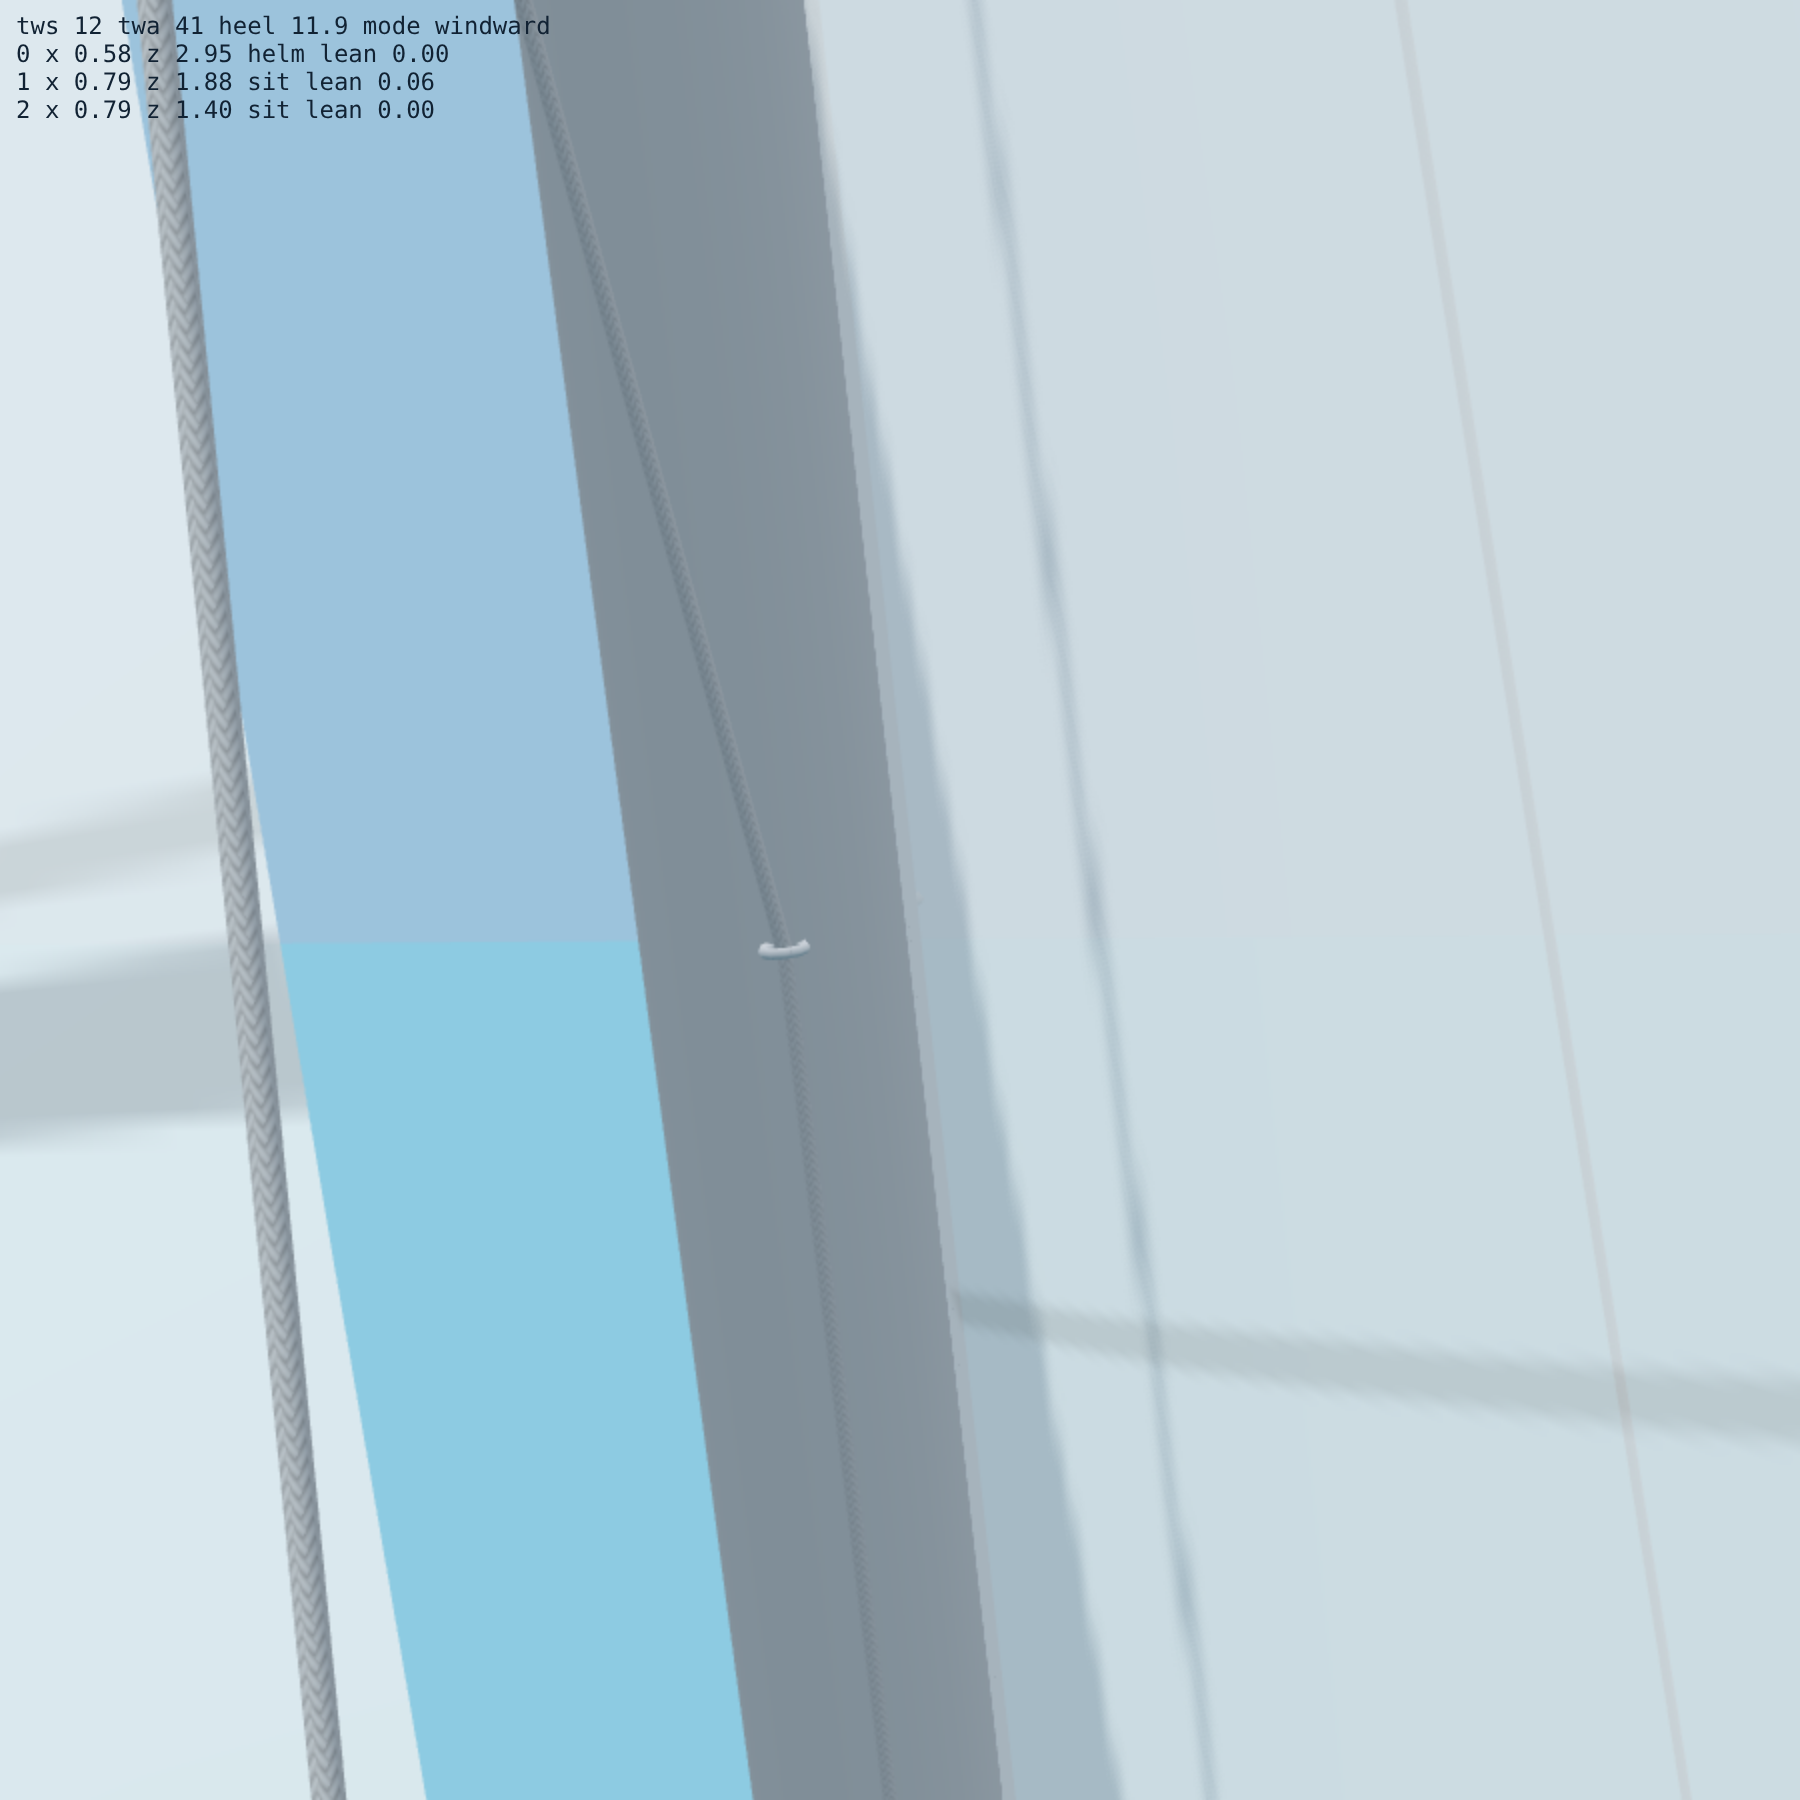 tws 12 twa 41 heel 11.9 mode windward
0 x 0.58 z 2.95 helm lean 0.00
1 x 0.79 z 1.88 sit lean 0.06
2 x 0.79 z 1.40 sit lean 0.00